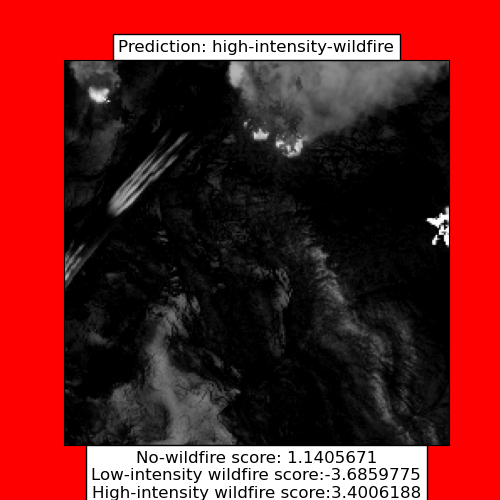 Prediction: high-intensity-wildfire
No-wildfire score: 1.1405671
Low-intensity wildfire score:-3.6859775
High-intensity wildfire score:3.4006188